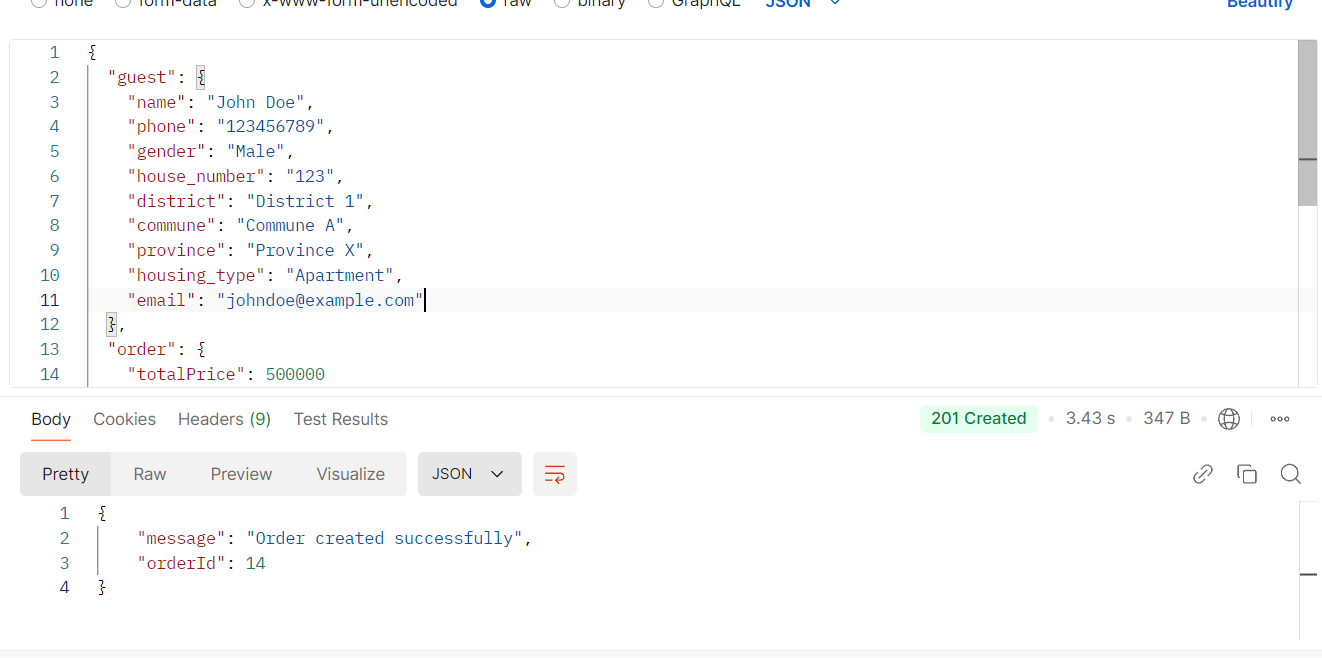 none form-data x-www-form-urlencoded raw binary GraphQL JSON Beautify
1 {
2 "guest": {
3 "name": "John Doe",
4 "phone": "123456789",
5 "gender": "Male",
6 "house_number": "123",
7 "district": "District 1",
8 "commune": "Commune A",
9 "province": "Province X",
10 "housing_type": "Apartment",
11 "email": "johndoe@example.com"
12 },
13 "order": {
14 "totalPrice": 500000
Body Cookies Headers (9) Test Results 201 Created 3.43 s 347 B
Pretty Raw Preview Visualize JSON
1 {
2 "message": "Order created successfully",
3 "orderId": 14
4 }